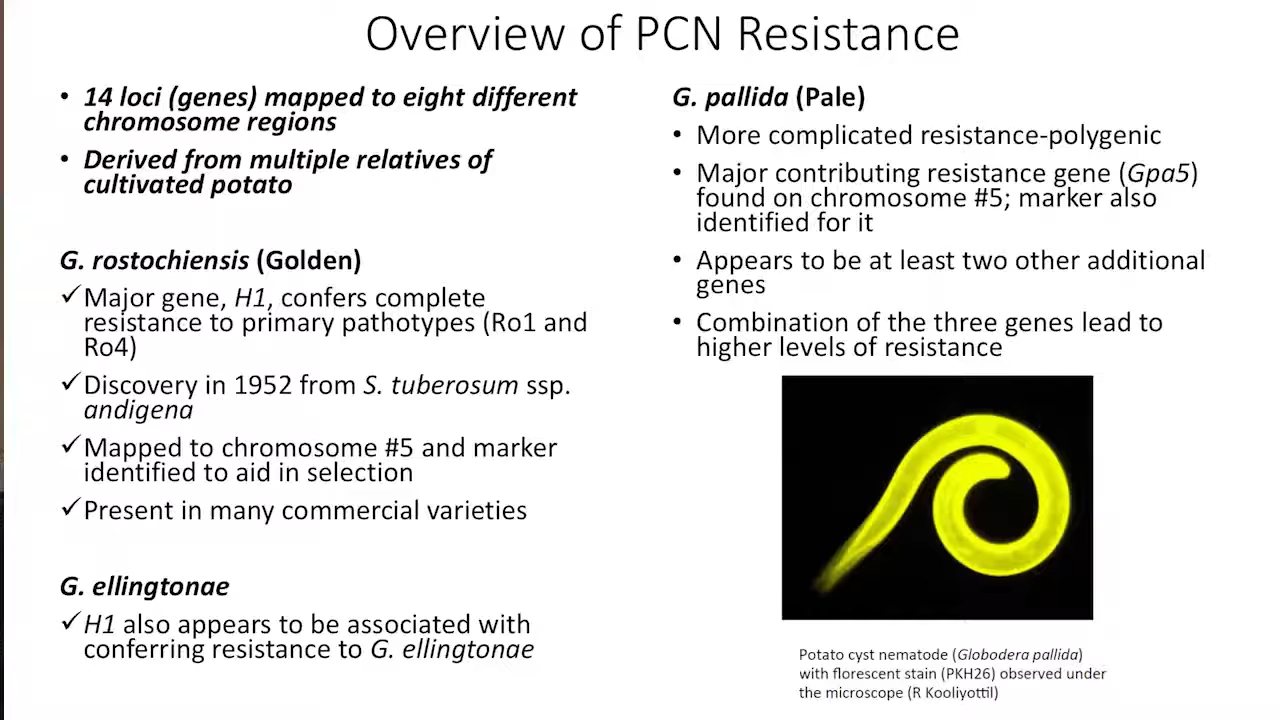 Overview of PCN Resistance
• 14 loci (genes) mapped to eight different
chromosome regions
• Derived from multiple relatives of
cultivated potato
G. rostochiensis (Golden)
✓Major gene, H1, confers complete
resistance to primary pathotypes (Ro1 and
Ro4)
✓Discovery in 1952 from S. tuberosum ssp.
andigena
✓Mapped to chromosome #5 and marker
identified to aid in selection
✓Present in many commercial varieties
G. ellingtonae
✓H1 also appears to be associated with
conferring resistance to G. ellingtonae
G. pallida (Pale)
• More complicated resistance-polygenic
• Major contributing resistance gene (Gpa5)
found on chromosome #5; marker also
identified for it
• Appears to be at least two other additional
genes
• Combination of the three genes lead to
higher levels of resistance
Potato cyst nematode (Globodera pallida)
with florescent stain (PKH26) observed under
the microscope (R Kooliyottil)